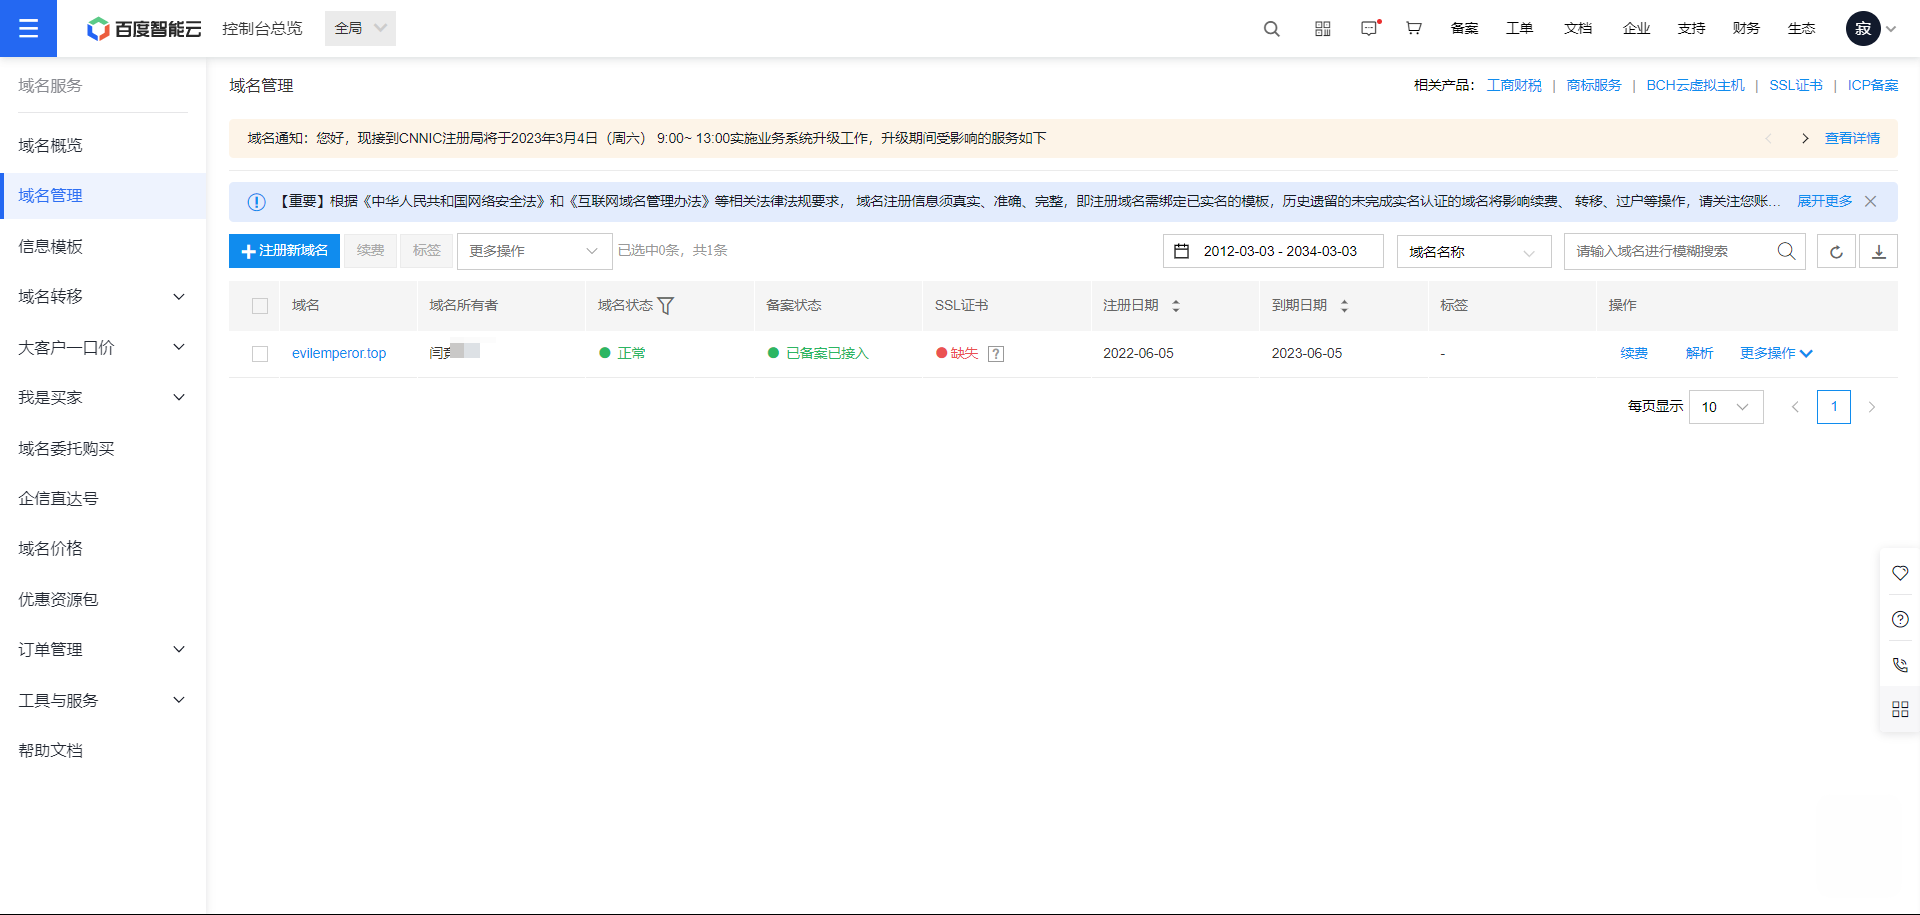 百度智能云 控制台总览 全局 备案 工单 文档 企业 支持 财务 生态 寂
域名服务
域名概览
域名管理
信息模板
域名转移
大客户一口价
我是买家
域名委托购买
企信直达号
域名价格
优惠资源包
订单管理
工具与服务
帮助文档
域名管理 相关产品： 工商财税 | 商标服务 | BCH云虚拟主机 | SSL证书 | ICP备案
域名通知：您好，现接到CNNIC注册局将于2023年3月4日（周六） 9:00~ 13:00实施业务系统升级工作，升级期间受影响的服务如下 查看详情
【重要】根据《中华人民共和国网络安全法》和《互联网域名管理办法》等相关法律法规要求， 域名注册信息须真实、准确、完整，即注册域名需绑定已实名的模板，历史遗留的未完成实名认证的域名将影响续费、 转移、过户等操作，请关注您账... 展开更多
注册新域名 续费 标签 更多操作 已选中0条，共1条 2012-03-03 - 2034-03-03 域名名称 请输入域名进行模糊搜索
域名 域名所有者 域名状态 备案状态 SSL证书 注册日期 到期日期 标签 操作
evilemperor.top 闫 正常 已备案已接入 缺失 ? 2022-06-05 2023-06-05 - 续费 解析 更多操作
每页显示 10 1